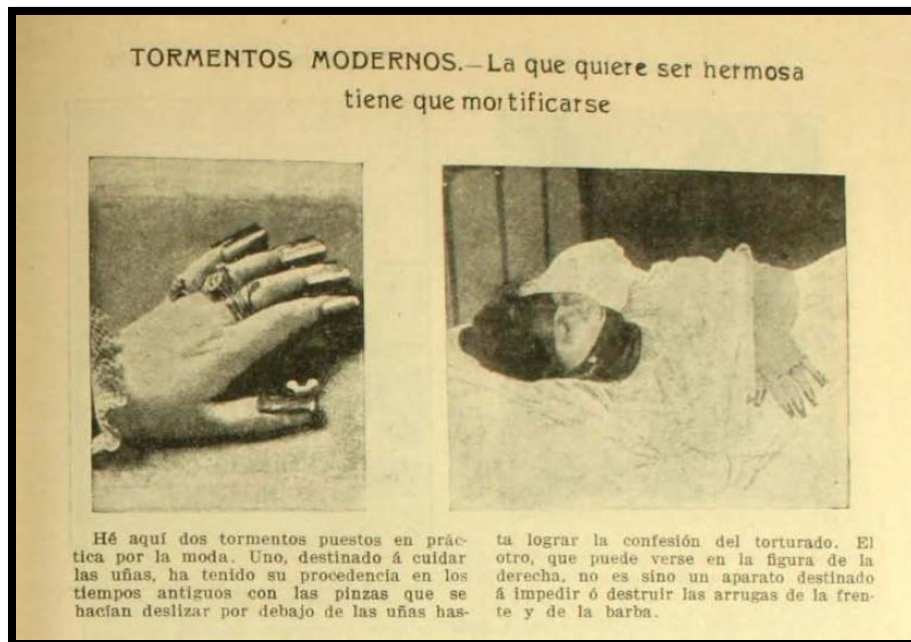 TORMENTOS MODERNOS.—La que quiere ser hermosa
tiene que mortificarse
Hé aquí dos tormentos puestos en prác-
tica por la moda. Uno, destinado á cuidar
las uñas, ha tenido su procedencia en los
tiempos antiguos con las pinzas que se
hacían deslizar por debajo de las uñas has-
ta lograr la confesión del torturado. El
otro, que puede verse en la figura de la
derecha, no es sino un aparato destinado
á impedir ó destruir las arrugas de la fren-
te y de la barba.